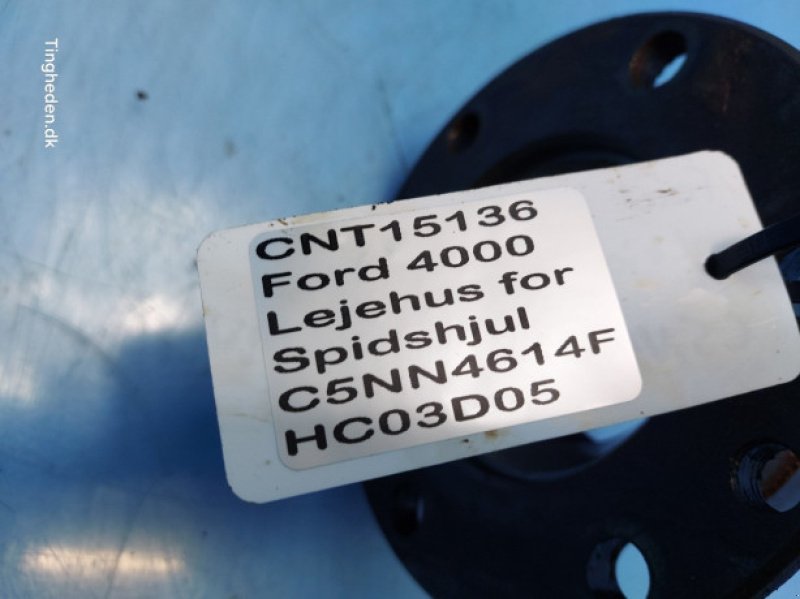 Tingheden.dk
CNT15136
Ford 4000
Lejehus for
Spidshjul
C5NN4614F
HC03D05